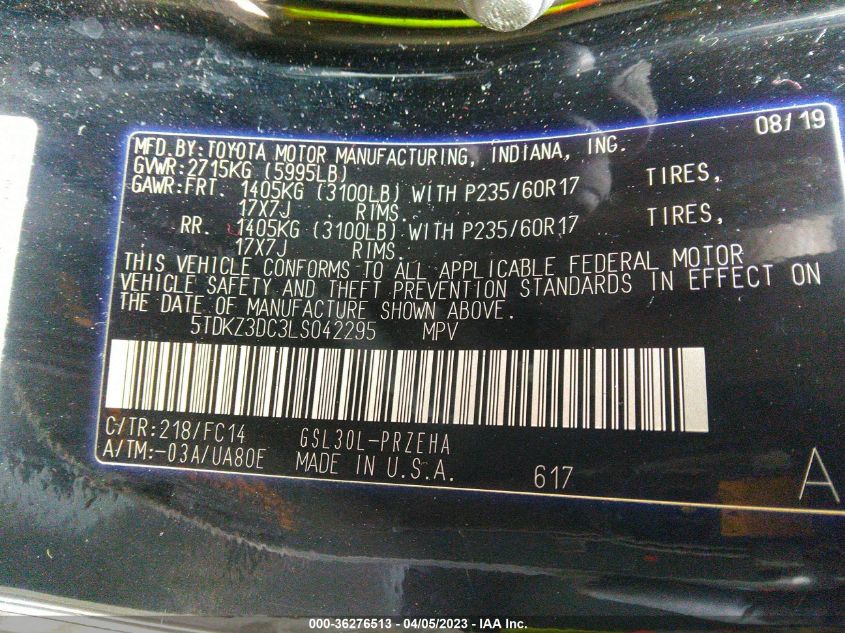 08/19
MFD.BY:TOYOTA MOTOR MANUFACTURING, INDIANA, INC.
GVWR:2715KG (5995LB)
GAWR:FRT. 1405KG (3100LB) WITH P235/60R17 TIRES,
17X7J RIMS.
RR. 1405KG (3100LB) WITH P235/60R17 TIRES,
17X7J RIMS.
THIS VEHICLE CONFORMS TO ALL APPLICABLE FEDERAL MOTOR
VEHICLE SAFETY AND THEFT PREVENTION STANDARDS IN EFFECT ON
THE DATE OF MANUFACTURE SHOWN ABOVE.
5TDKZ3DC3LS042295 MPV
C/TR:218/FC14 GSL30L-PRZEHA
A/TM:-03A/UA80E MADE IN U.S.A. 617 A
000-36276513 - 04/05/2023 - IAA Inc.